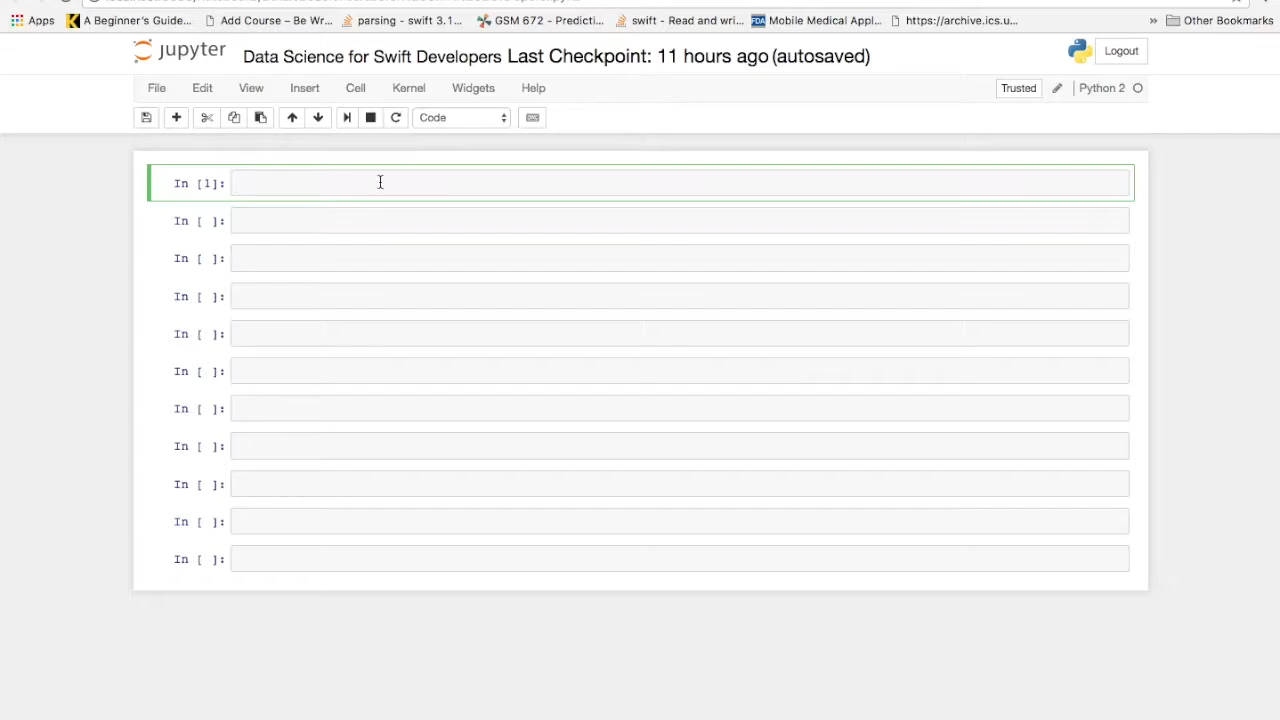 Apps A Beginner's Guide... Add Course – Be Wr... parsing - swift 3.1... GSM 672 - Predicti... swift - Read and wri... FDA Mobile Medical Appl... https://archive.ics.u... » Other Bookmarks
jupyter Data Science for Swift Developers Last Checkpoint: 11 hours ago (autosaved) Logout
File Edit View Insert Cell Kernel Widgets Help Trusted Python 2
Code
In [1]:
In [ ]:
In [ ]:
In [ ]:
In [ ]:
In [ ]:
In [ ]:
In [ ]:
In [ ]:
In [ ]:
In [ ]: